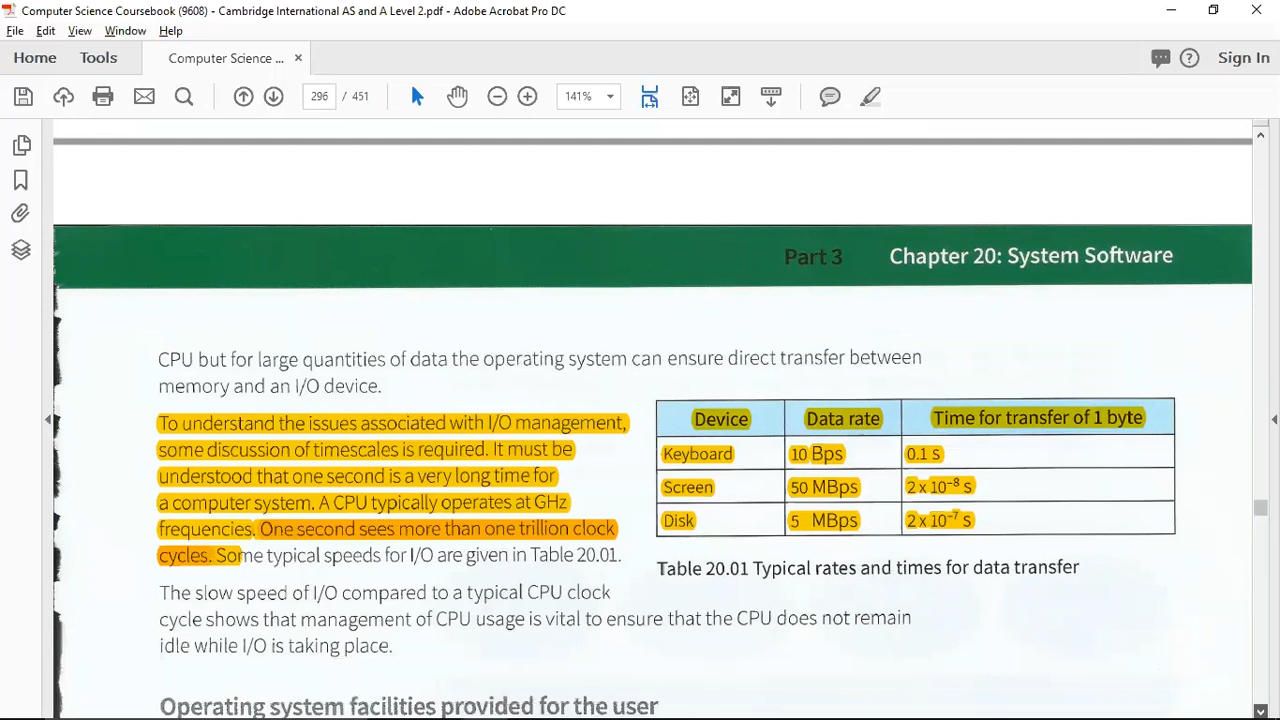 Computer Science Coursebook (9608) - Cambridge International AS and A Level 2.pdf - Adobe Acrobat Pro DC
File Edit View Window Help
Home Tools Computer Science ... × Sign In
296 / 451 141%
Part 3 Chapter 20: System Software
CPU but for large quantities of data the operating system can ensure direct transfer between
memory and an I/O device.
To understand the issues associated with I/O management,
some discussion of timescales is required. It must be
understood that one second is a very long time for
a computer system. A CPU typically operates at GHz
frequencies. One second sees more than one trillion clock
cycles. Some typical speeds for I/O are given in Table 20.01.
Device Data rate Time for transfer of 1 byte
Keyboard 10 Bps 0.1 s
Screen 50 MBps 2 x 10⁻⁸ s
Disk 5 MBps 2 x 10⁻⁷ s
Table 20.01 Typical rates and times for data transfer
The slow speed of I/O compared to a typical CPU clock
cycle shows that management of CPU usage is vital to ensure that the CPU does not remain
idle while I/O is taking place.
Operating system facilities provided for the user